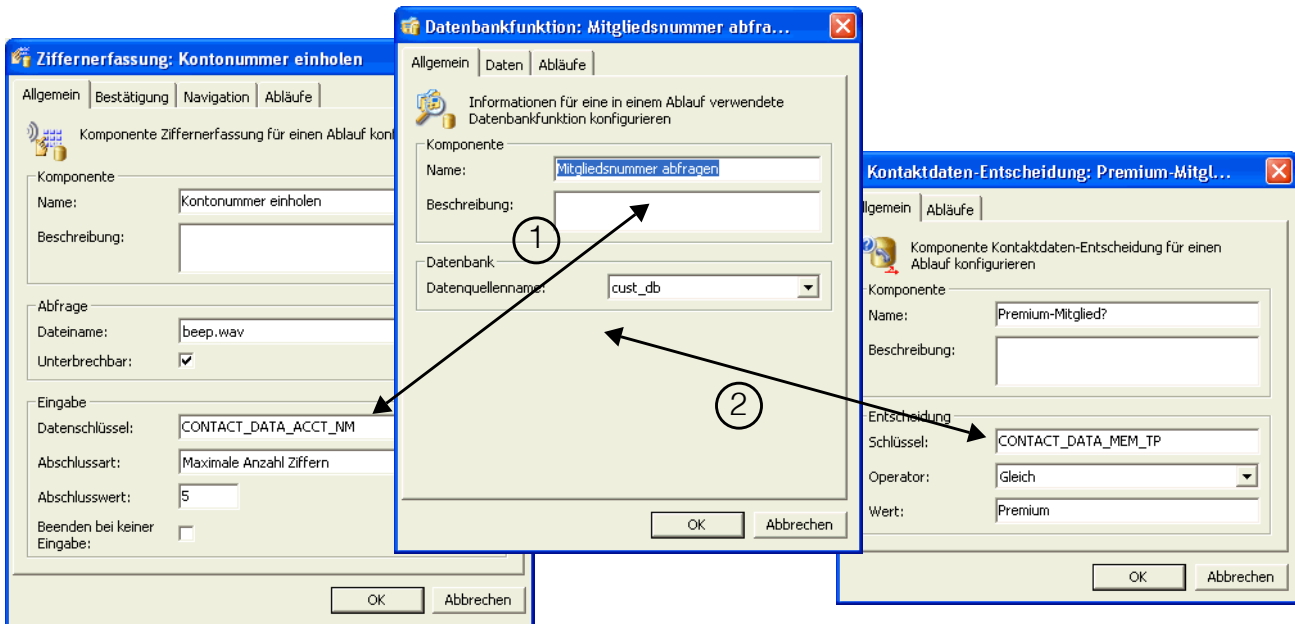 Ziffernerfassung: Kontonummer einholen
Allgemein Bestätigung Navigation Abläufe
Komponente Ziffernerfassung für einen Ablauf
Komponente
Name: Kontonummer einholen
Beschreibung:
Abfrage
Dateiname: beep.wav
Unterbrechbar:
Eingabe
Datenschlüssel: CONTACT_DATA_ACCT_NM
Abschlussart: Maximale Anzahl Ziffern
Abschlusswert: 5
Beenden bei keiner
Eingabe:
OK Abbrechen
Datenbankfunktion: Mitgliedsnummer abfra...
Allgemein Daten Abläufe
Informationen für eine in einem Ablauf verwendete
Datenbankfunktion konfigurieren
Komponente
Name: Mitgliedsnummer abfragen
Beschreibung:
1
Datenbank
Datenquellenname: cust_db
2
OK Abbrechen
Kontaktdaten-Entscheidung: Premium-Mitgl...
llgemein Abläufe
Komponente Kontaktdaten-Entscheidung für einen
Ablauf konfigurieren
Komponente
Name: Premium-Mitglied?
Beschreibung:
Entscheidung
Schlüssel: CONTACT_DATA_MEM_TP
Operator: Gleich
Wert: Premium
OK Abbrechen